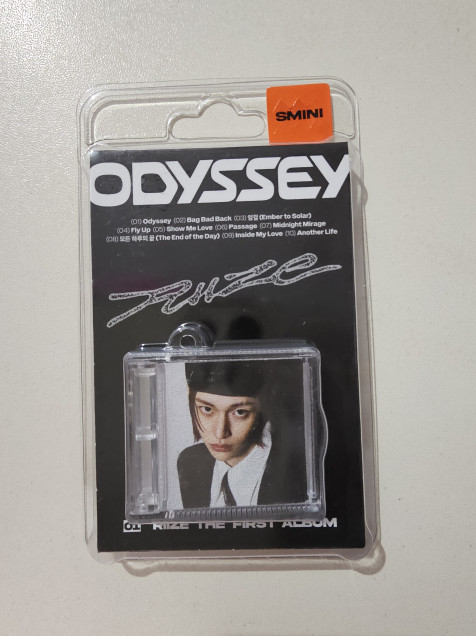 SMINI
ODYSSEY
(01) Odyssey (02) Bag Bad Back (03) 잉걸 (Ember to Solar)
(04) Fly Up (05) Show Me Love (06) Passage (07) Midnight Mirage
(08) 모든 하루의 끝 (The End of the Day) (09) Inside My Love (10) Another Life
RIIZE
01 RIIZE THE FIRST ALBUM